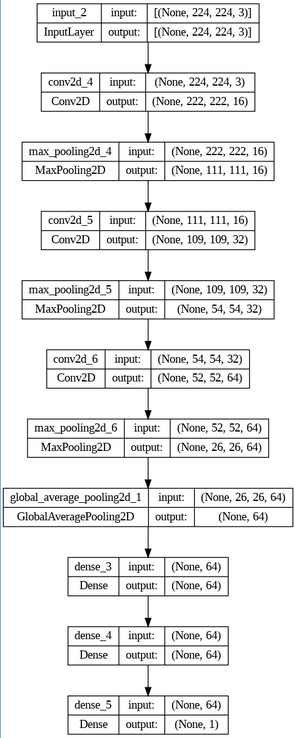 input_2 input: [(None, 224, 224, 3)]
InputLayer output: [(None, 224, 224, 3)]
conv2d_4 input: (None, 224, 224, 3)
Conv2D output: (None, 222, 222, 16)
max_pooling2d_4 input: (None, 222, 222, 16)
MaxPooling2D output: (None, 111, 111, 16)
conv2d_5 input: (None, 111, 111, 16)
Conv2D output: (None, 109, 109, 32)
max_pooling2d_5 input: (None, 109, 109, 32)
MaxPooling2D output: (None, 54, 54, 32)
conv2d_6 input: (None, 54, 54, 32)
Conv2D output: (None, 52, 52, 64)
max_pooling2d_6 input: (None, 52, 52, 64)
MaxPooling2D output: (None, 26, 26, 64)
global_average_pooling2d_1 input: (None, 26, 26, 64)
GlobalAveragePooling2D output: (None, 64)
dense_3 input: (None, 64)
Dense output: (None, 64)
dense_4 input: (None, 64)
Dense output: (None, 64)
dense_5 input: (None, 64)
Dense output: (None, 1)